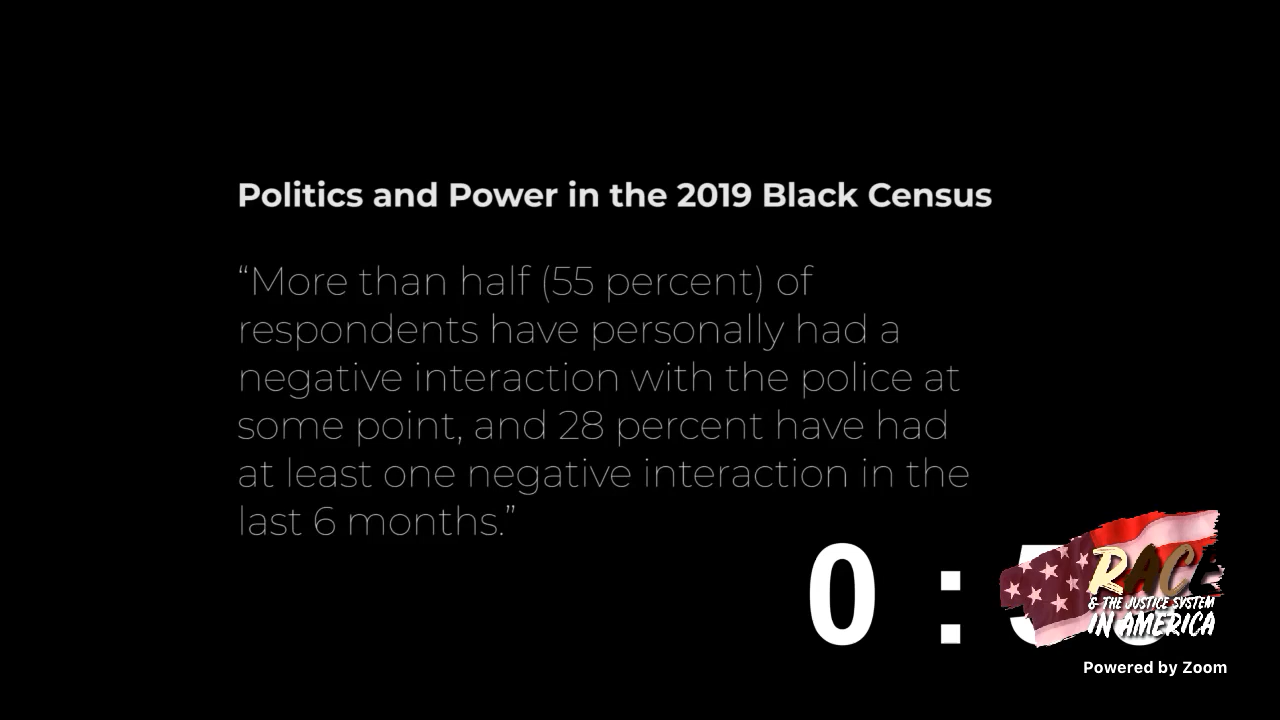 Politics and Power in the 2019 Black Census
“More than half (55 percent) of
respondents have personally had a
negative interaction with the police at
some point, and 28 percent have had
at least one negative interaction in the
last 6 months.”
0 :
RACE
& THE JUSTICE SYSTEM
IN AMERICA
Powered by Zoom